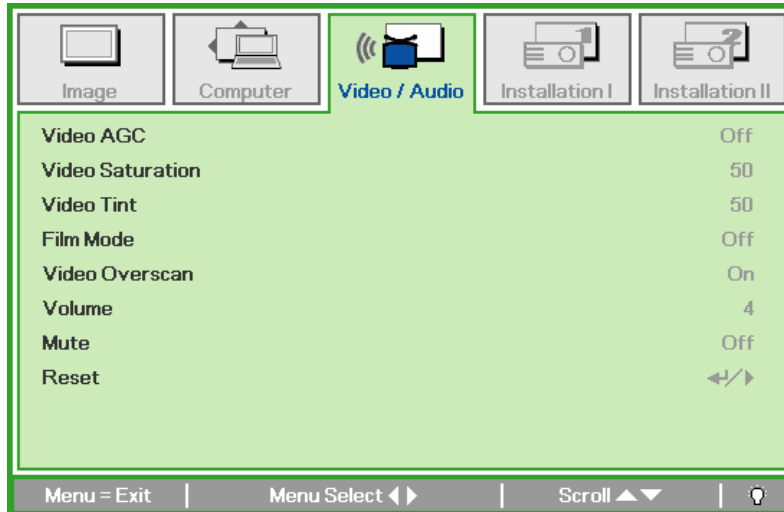 Image Computer Video / Audio Installation I Installation II
Video AGC Off
Video Saturation 50
Video Tint 50
Film Mode Off
Video Overscan On
Volume 4
Mute Off
Reset
Menu = Exit Menu Select Scroll